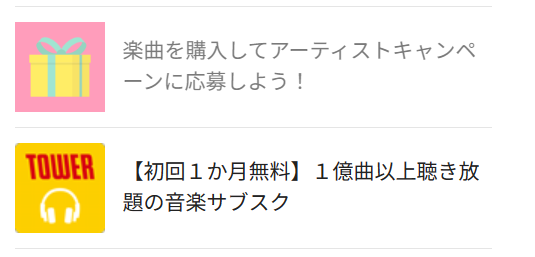 楽曲を購入してアーティストキャンペ
ーンに応募しよう！
TOWER
【初回１か月無料】１億曲以上聴き放
題の音楽サブスク